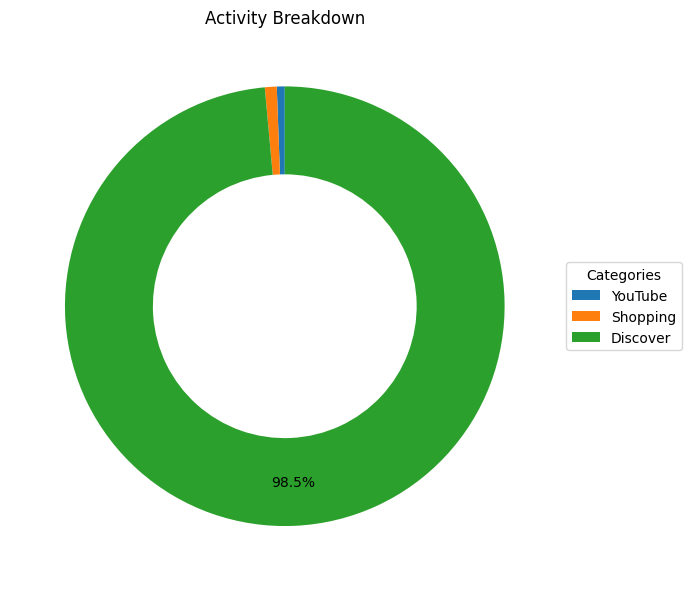 Activity Breakdown
Categories
YouTube
Shopping
Discover
98.5%